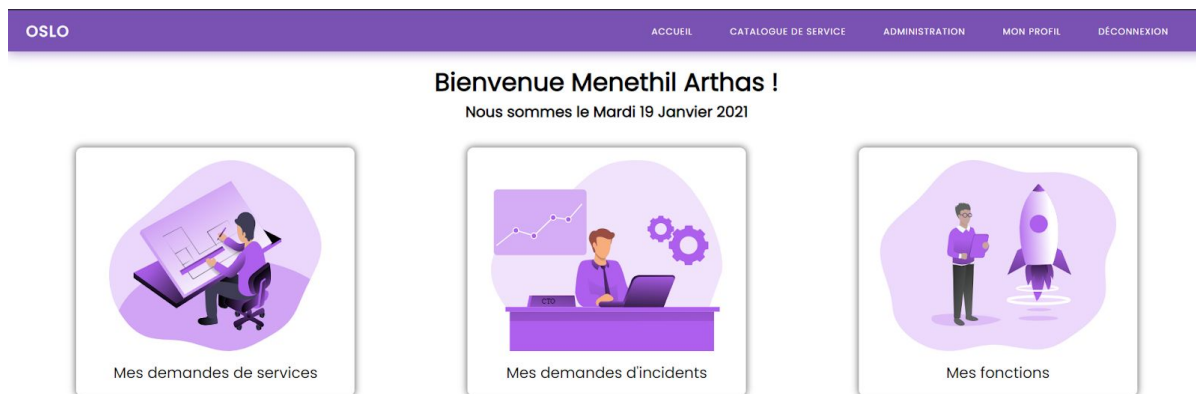 OSLO ACCUEIL CATALOGUE DE SERVICE ADMINISTRATION MON PROFIL DÉCONNEXION
Bienvenue Menethil Arthas !
Nous sommes le Mardi 19 Janvier 2021
CTO
Mes demandes de services
Mes demandes d'incidents
Mes fonctions